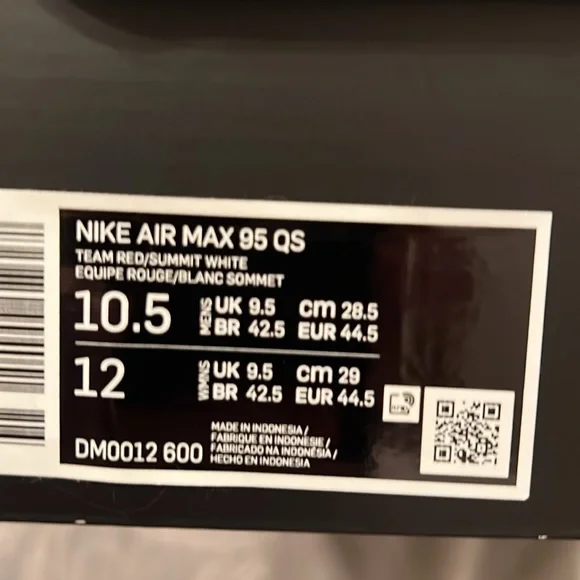 NIKE AIR MAX 95 QS
TEAM RED/SUMMIT WHITE
EQUIPE ROUGE/BLANC SOMMET
10.5 MENS UK 9.5 cm 28.5
BR 42.5 EUR 44.5
12 WMNS UK 9.5 cm 29
BR 42.5 EUR 44.5
DM0012 600
MADE IN INDONESIA /
FABRIQUE EN INDONÉSIE /
FABRICADO NA INDONÉSIA /
HECHO EN INDONESIA